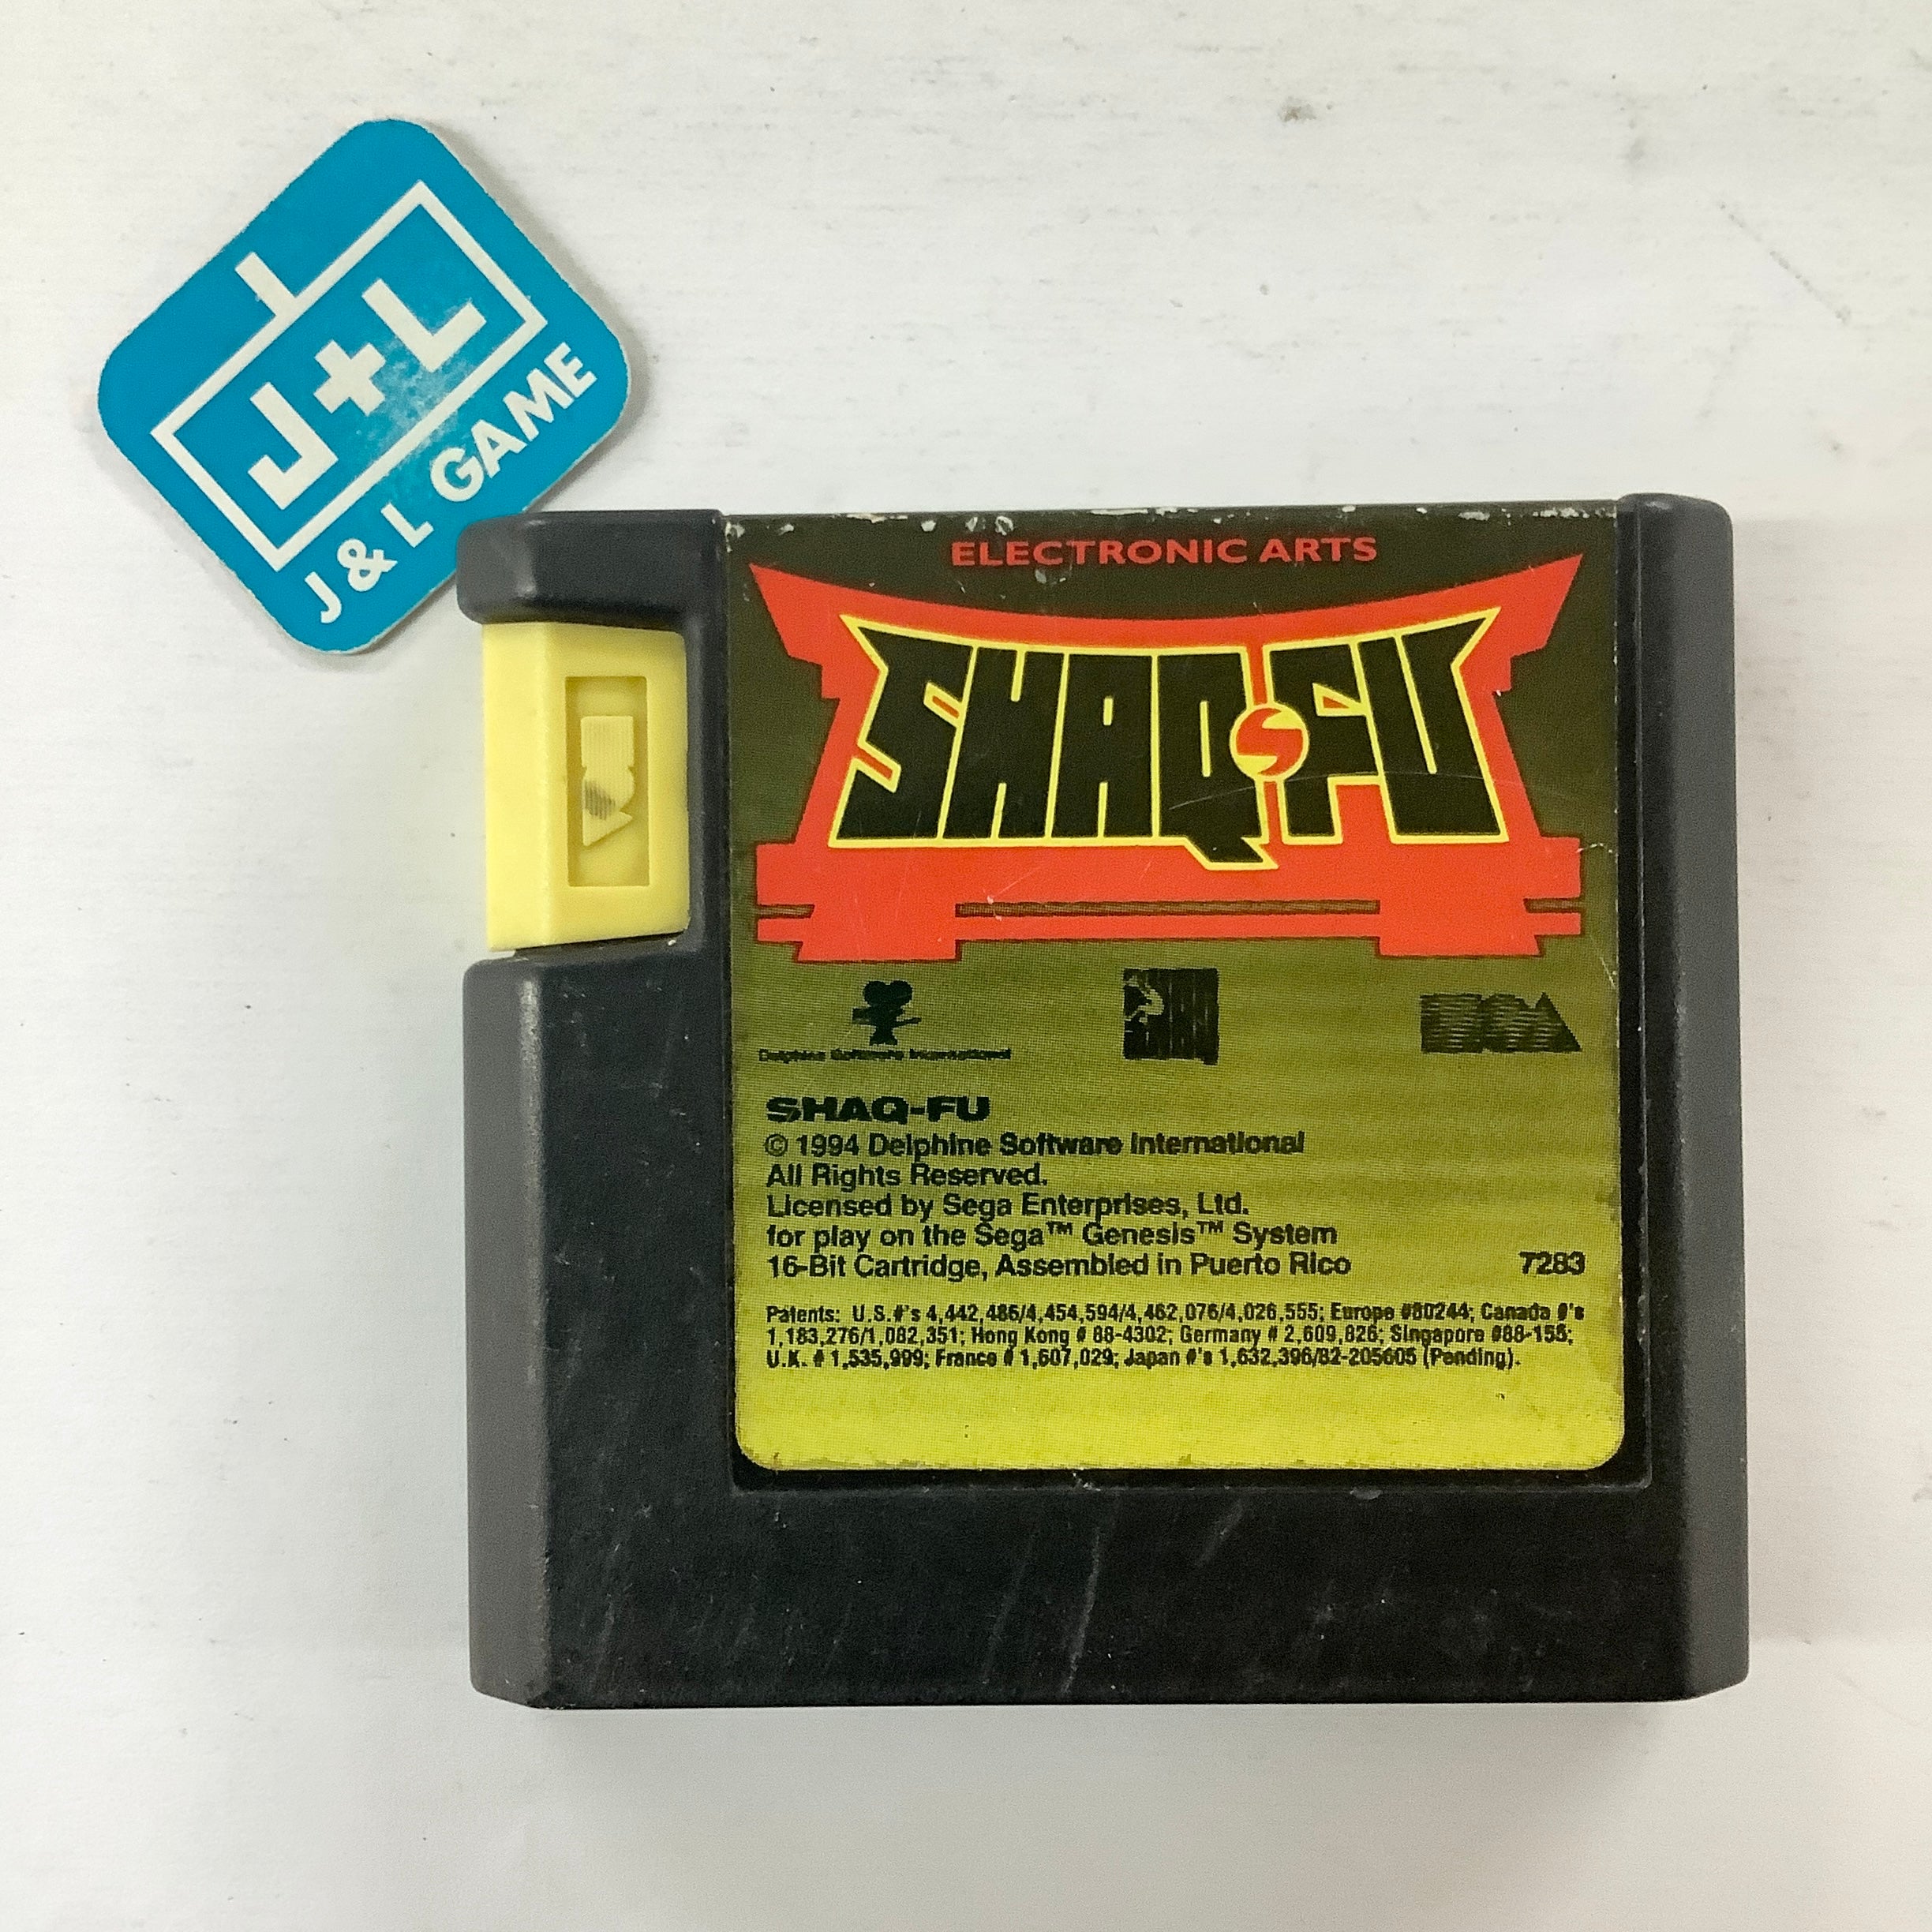 J+L
J & L GAME
ELECTRONIC ARTS
SHAQ FU
Delphine Software International
SHAQ
SHAQ-FU
© 1994 Delphine Software International
All Rights Reserved.
Licensed by Sega Enterprises, Ltd.
for play on the Sega™ Genesis™ System
16-Bit Cartridge, Assembled in Puerto Rico 7283
Patents: U.S.#'s 4,442,486/4,454,594/4,462,076/4,026,555; Europe #80244; Canada #'s
1,183,276/1,082,351; Hong Kong # 88-4302; Germany # 2,609,826; Singapore #88-155;
U.K. # 1,535,999; France # 1,607,029; Japan #'s 1,632,396/82-205605 (Pending).